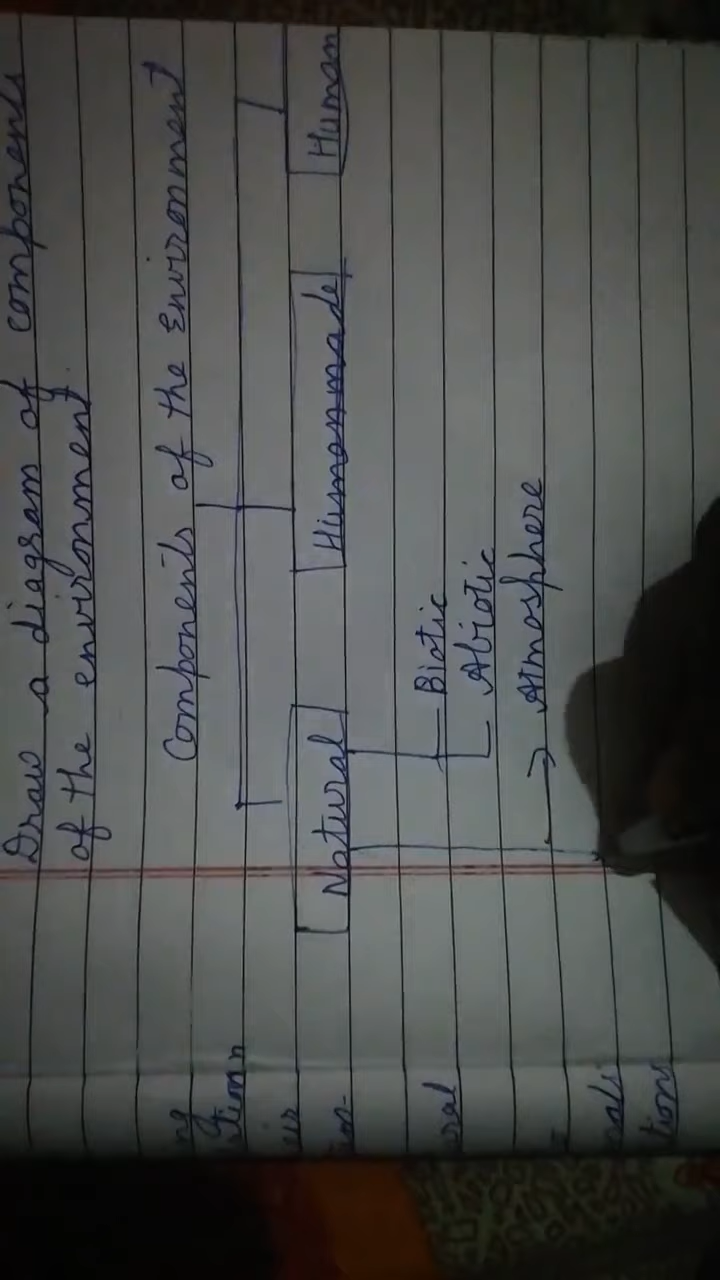 Draw a diagram of components
of the environment.
Components of the Environment
Natural Humanmade Human
Biotic
Abiotic
Atmosphere